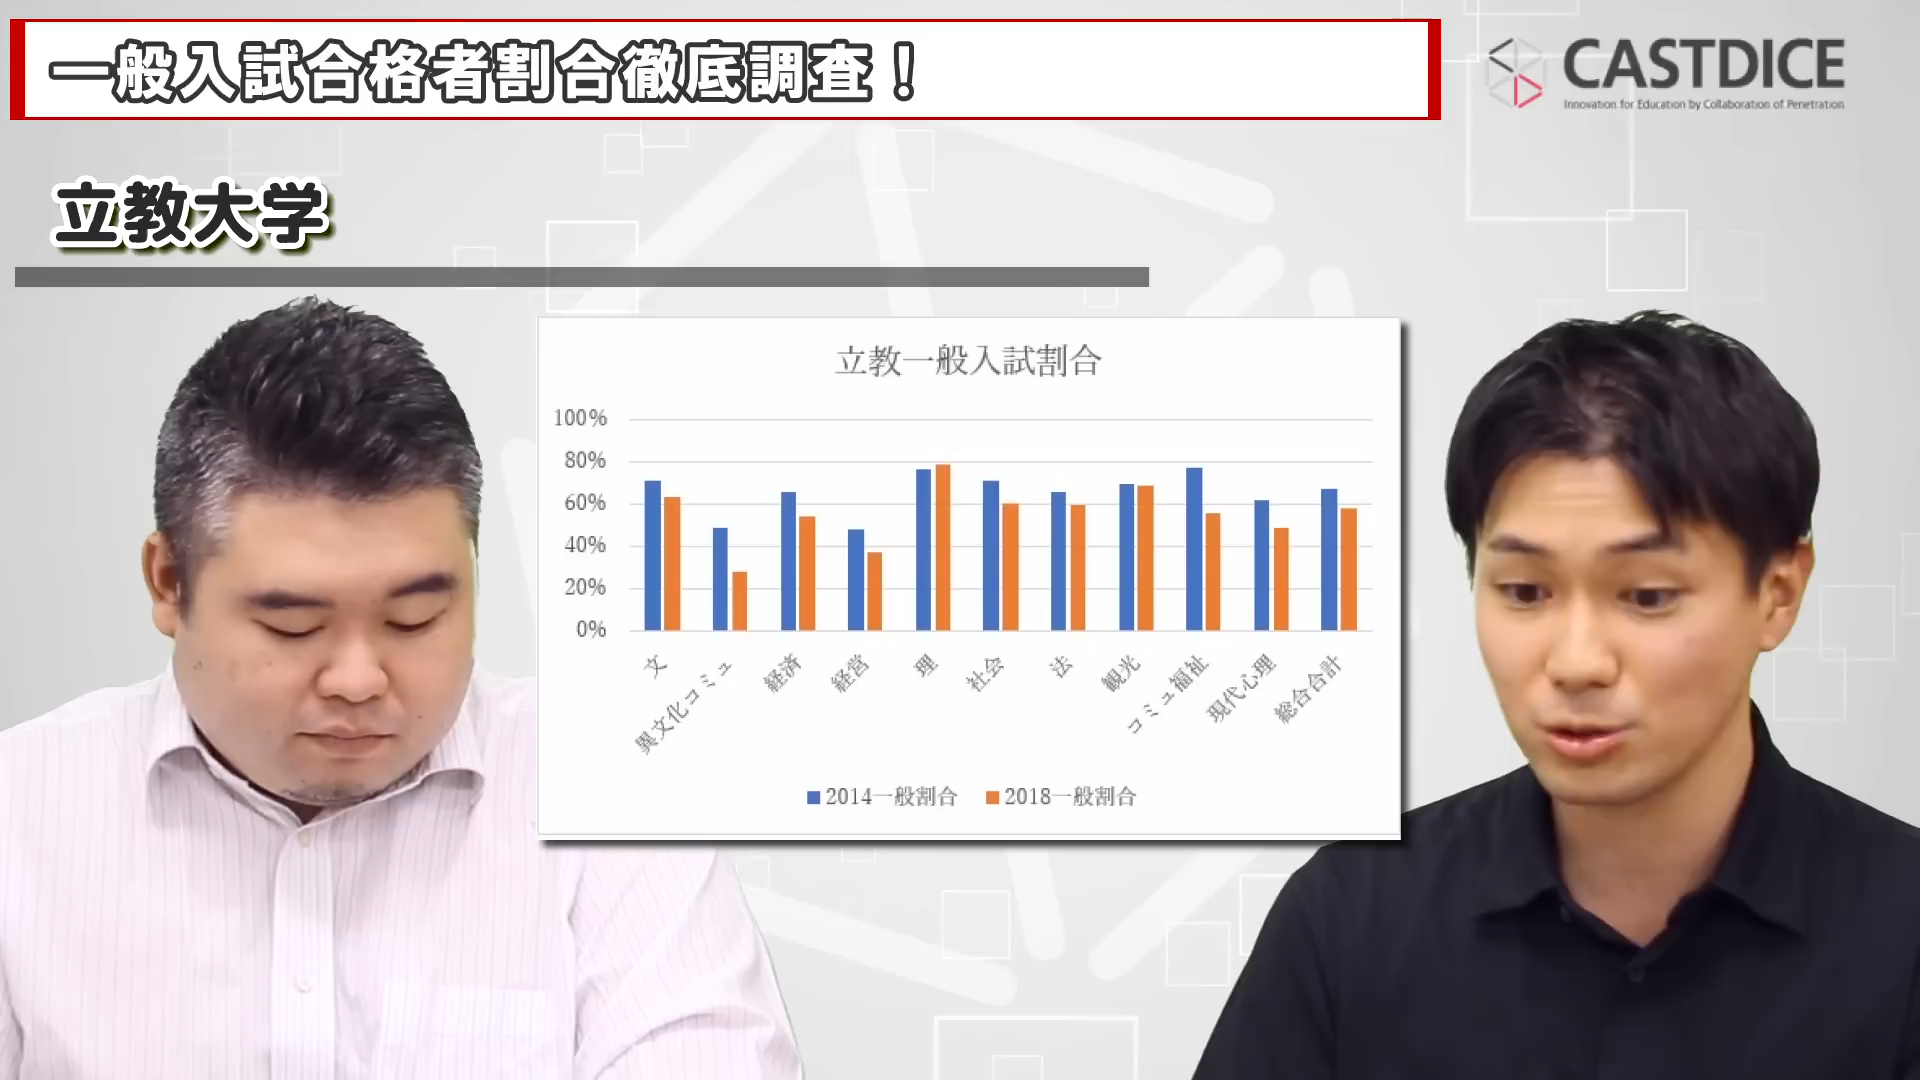 一般入試合格者割合徹底調査！
CASTDICE
Innovation for Education by Collaboration of Penetration
立教大学
立教一般入試割合
100%
80%
60%
40%
20%
0%
文
異文化コミュ
経済
経営
理
社会
法
観光
コミュ福祉
現代心理
総合合計
2014一般割合
2018一般割合